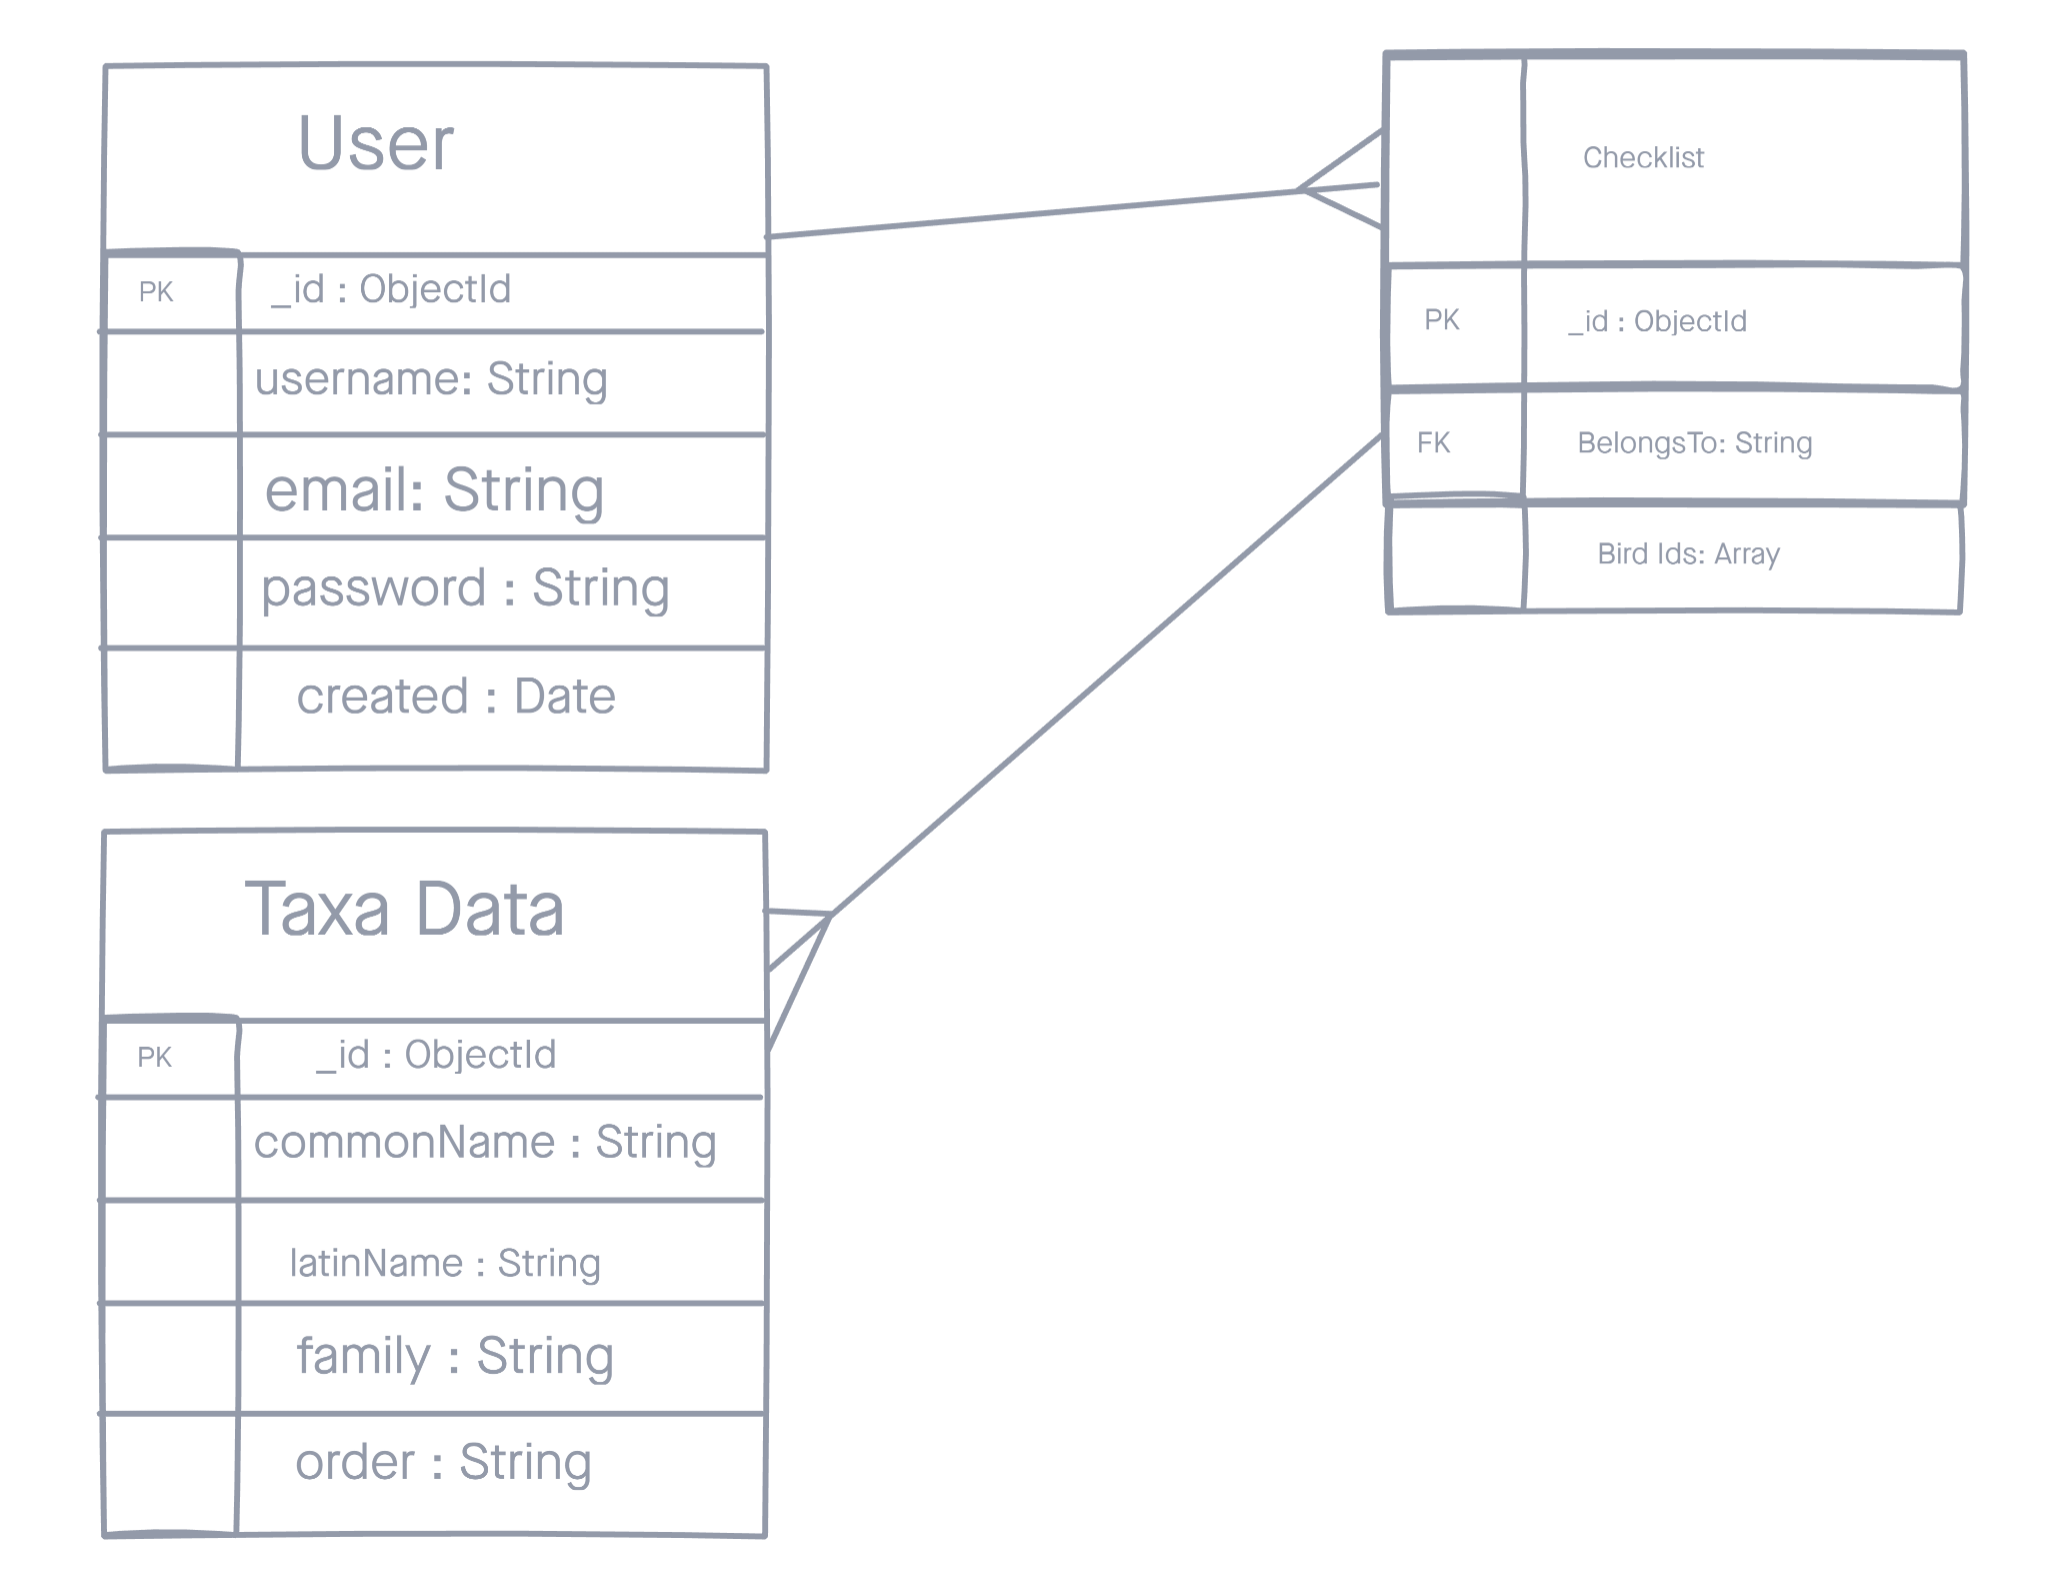 User
PK _id : ObjectId
username: String
email: String
password : String
created : Date
Checklist
PK _id : ObjectId
FK BelongsTo: String
Bird Ids: Array
Taxa Data
PK _id : ObjectId
commonName : String
latinName : String
family : String
order : String